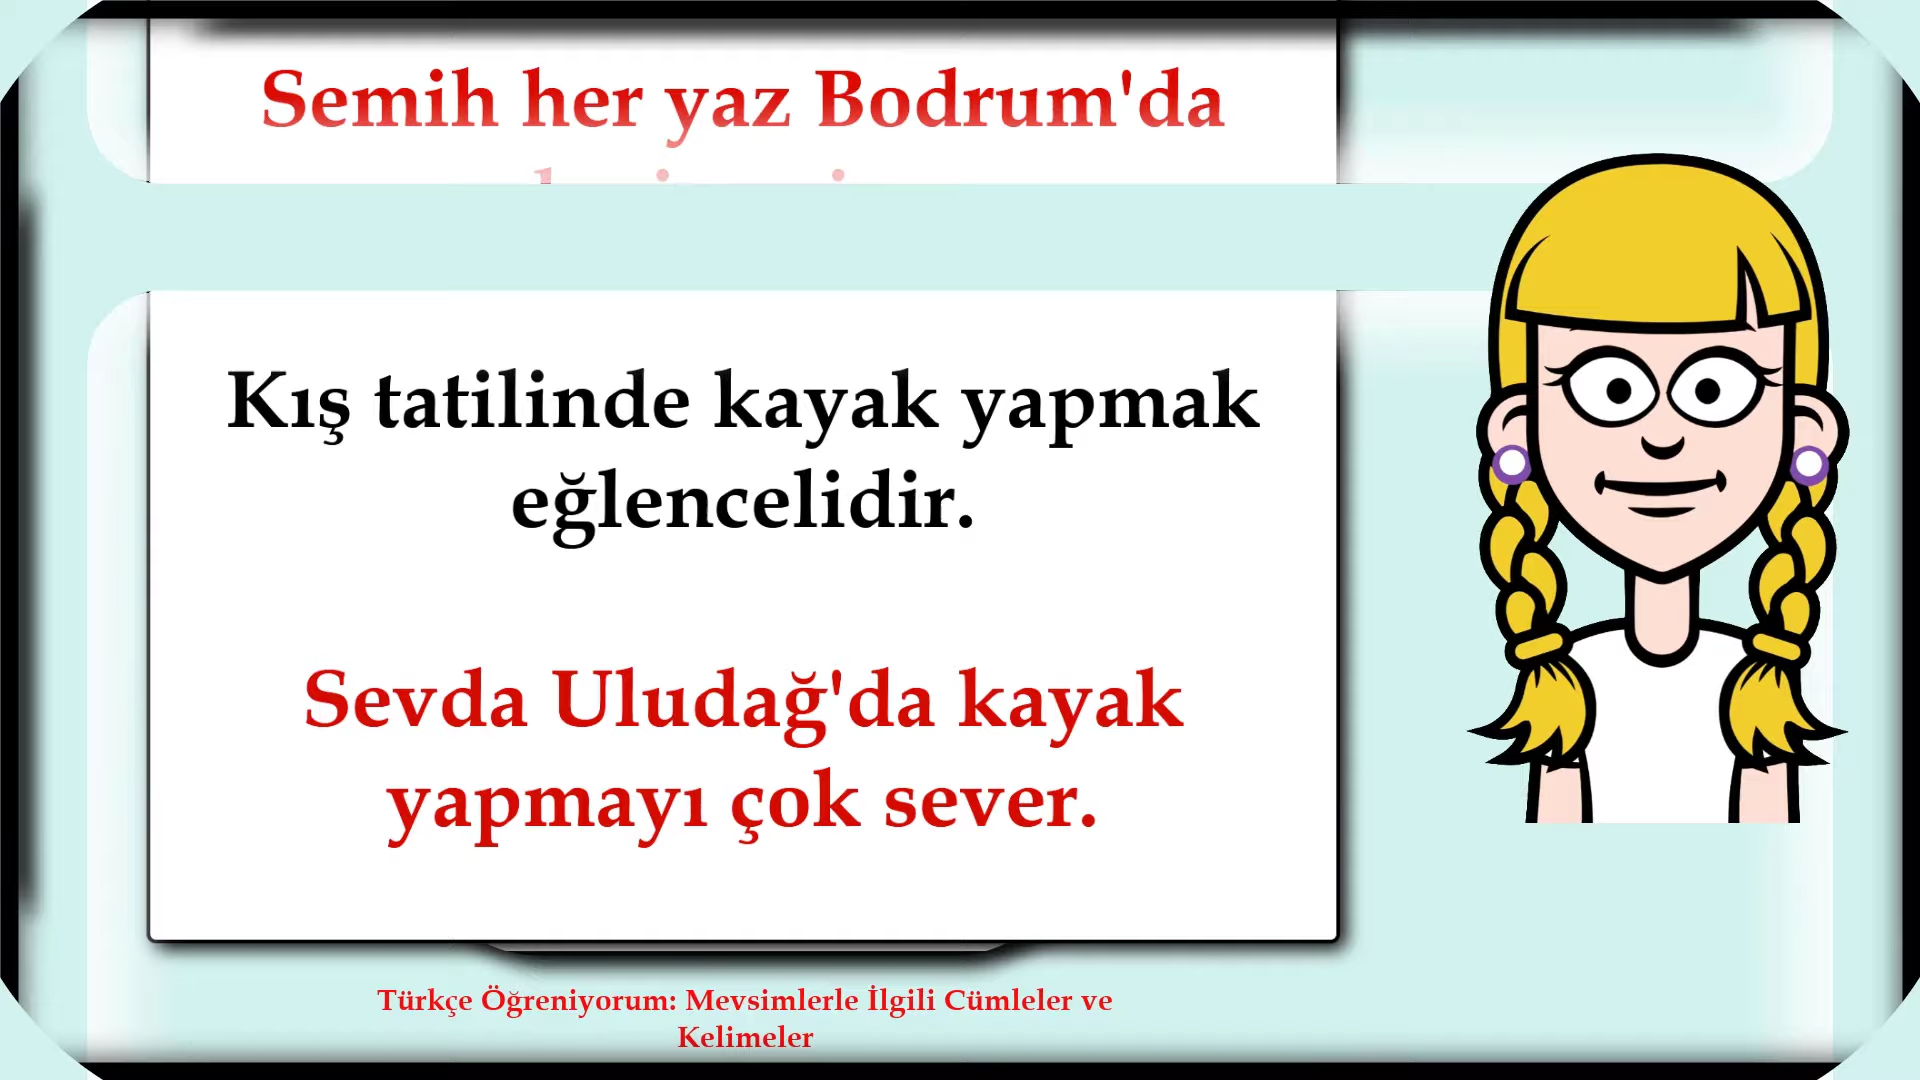 Semih her yaz Bodrum'da
Kış tatilinde kayak yapmak
eğlencelidir.
Sevda Uludağ'da kayak
yapmayı çok sever.
Türkçe Öğreniyorum: Mevsimlerle İlgili Cümleler ve
Kelimeler